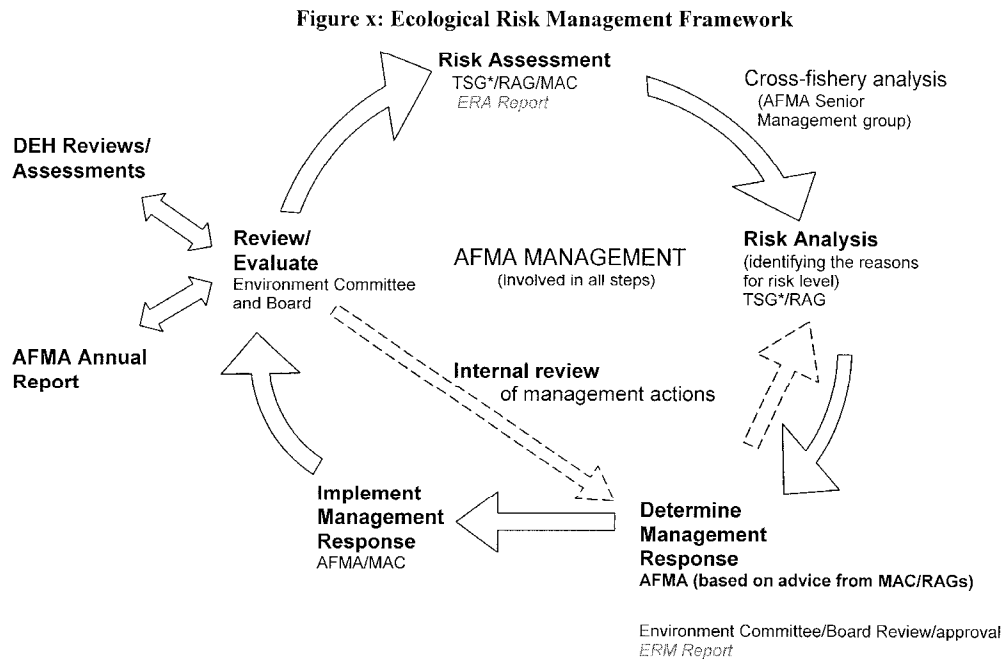 Figure x: Ecological Risk Management Framework
Risk Assessment
TSG*/RAG/MAC
ERA Report
Cross-fishery analysis
(AFMA Senior
Management group)
DEH Reviews/
Assessments
Review/
Evaluate
Environment Committee
and Board
AFMA MANAGEMENT
(involved in all steps)
Risk Analysis
(identifying the reasons
for risk level)
TSG*/RAG
AFMA Annual
Report
Internal review
of management actions
Implement
Management
Response
AFMA/MAC
Determine
Management
Response
AFMA (based on advice from MAC/RAGs)
Environment Committee/Board Review/approval
ERM Report